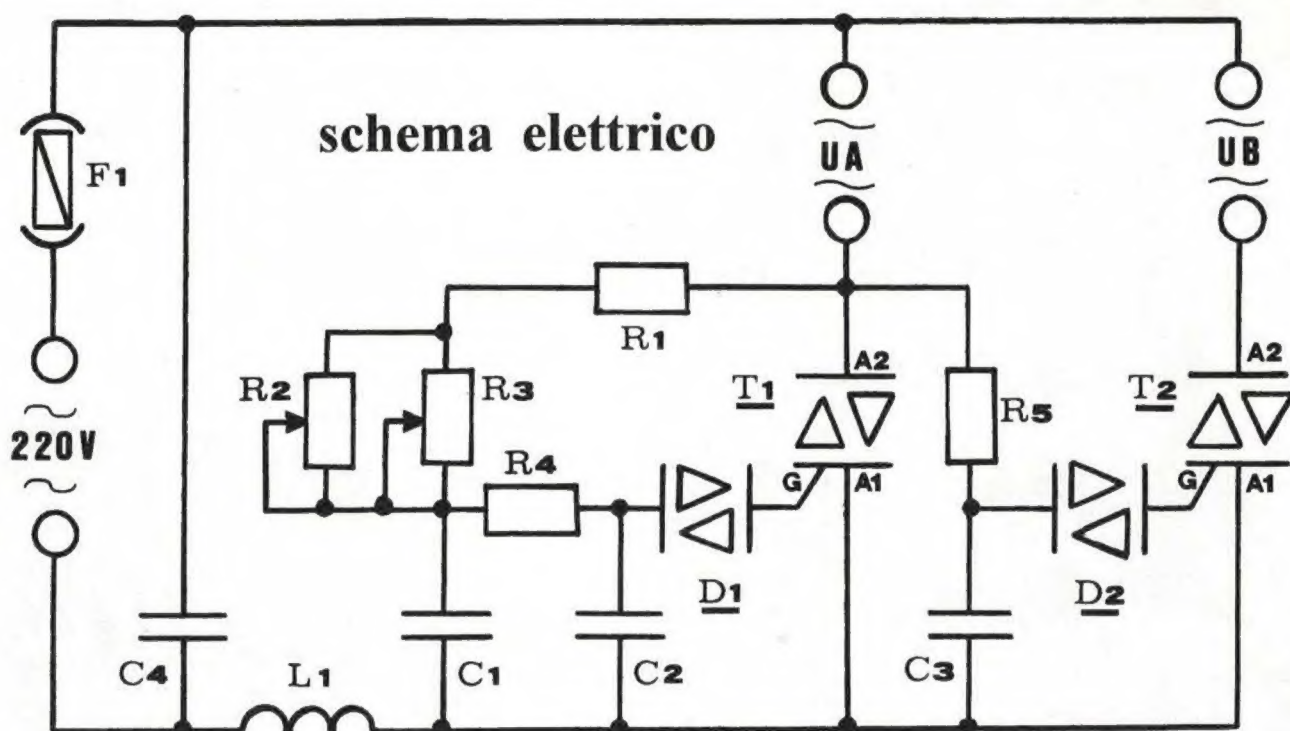 schema elettrico
F1
UA
UB
R1
R2
R3
T1
A2
R5
T2
A2
220V
R4
G
A1
G
A1
D1
D2
C4
L1
C1
C2
C3